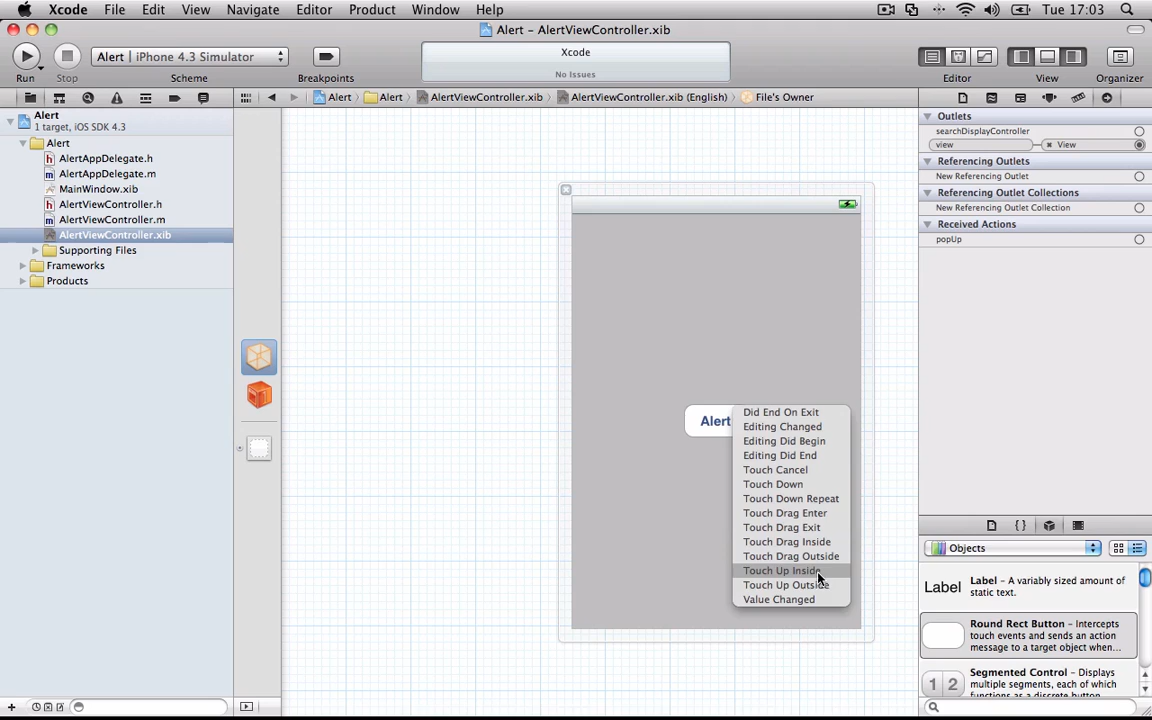 Xcode File Edit View Navigate Editor Product Window Help Tue 17:03
Alert – AlertViewController.xib
Alert iPhone 4.3 Simulator
Xcode
No Issues
Run Stop Scheme Breakpoints Editor View Organizer
Alert Alert AlertViewController.xib AlertViewController.xib (English) File's Owner
Alert
1 target, iOS SDK 4.3
Alert
AlertAppDelegate.h
AlertAppDelegate.m
MainWindow.xib
AlertViewController.h
AlertViewController.m
AlertViewController.xib
Supporting Files
Frameworks
Products
Alert
Did End On Exit
Editing Changed
Editing Did Begin
Editing Did End
Touch Cancel
Touch Down
Touch Down Repeat
Touch Drag Enter
Touch Drag Exit
Touch Drag Inside
Touch Drag Outside
Touch Up Inside
Touch Up Outside
Value Changed
Outlets
searchDisplayController
view View
Referencing Outlets
New Referencing Outlet
Referencing Outlet Collections
New Referencing Outlet Collection
Received Actions
popUp
Objects
Label
Label – A variably sized amount of
static text.
Round Rect Button – Intercepts
touch events and sends an action
message to a target object when...
1 2
Segmented Control – Displays
multiple segments, each of which
functions as a discrete button.